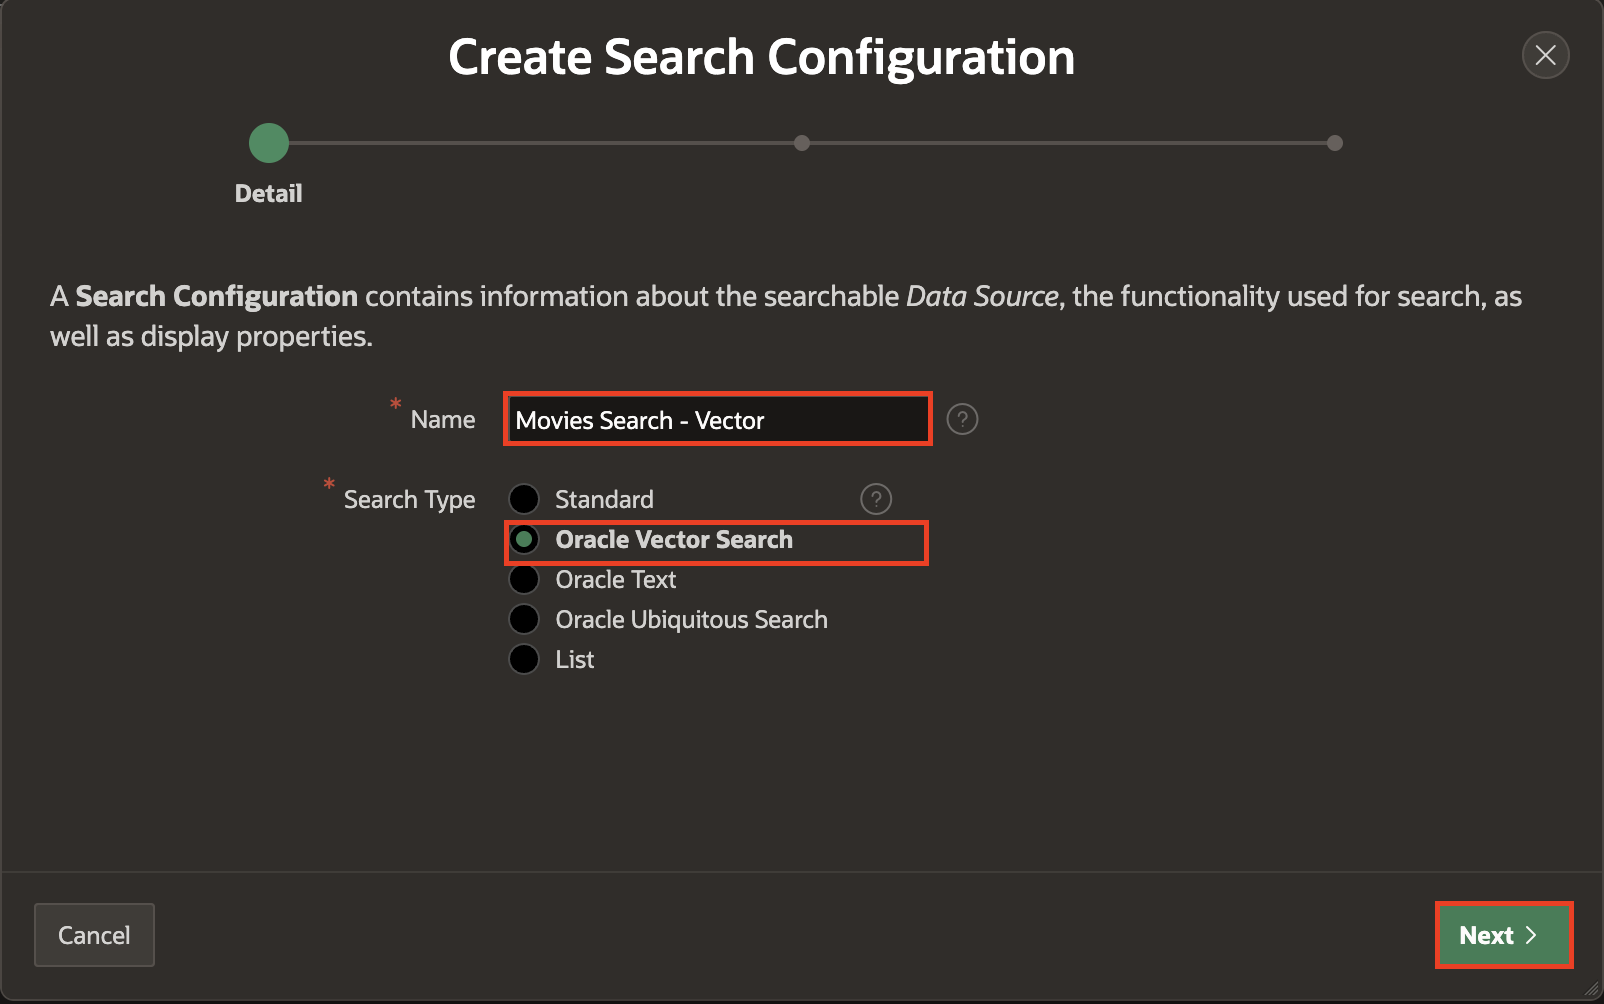 Create Search Configuration
Detail
A Search Configuration contains information about the searchable Data Source, the functionality used for search, as
well as display properties.
* Name Movies Search - Vector ?
* Search Type Standard ?
Oracle Vector Search
Oracle Text
Oracle Ubiquitous Search
List
Cancel Next